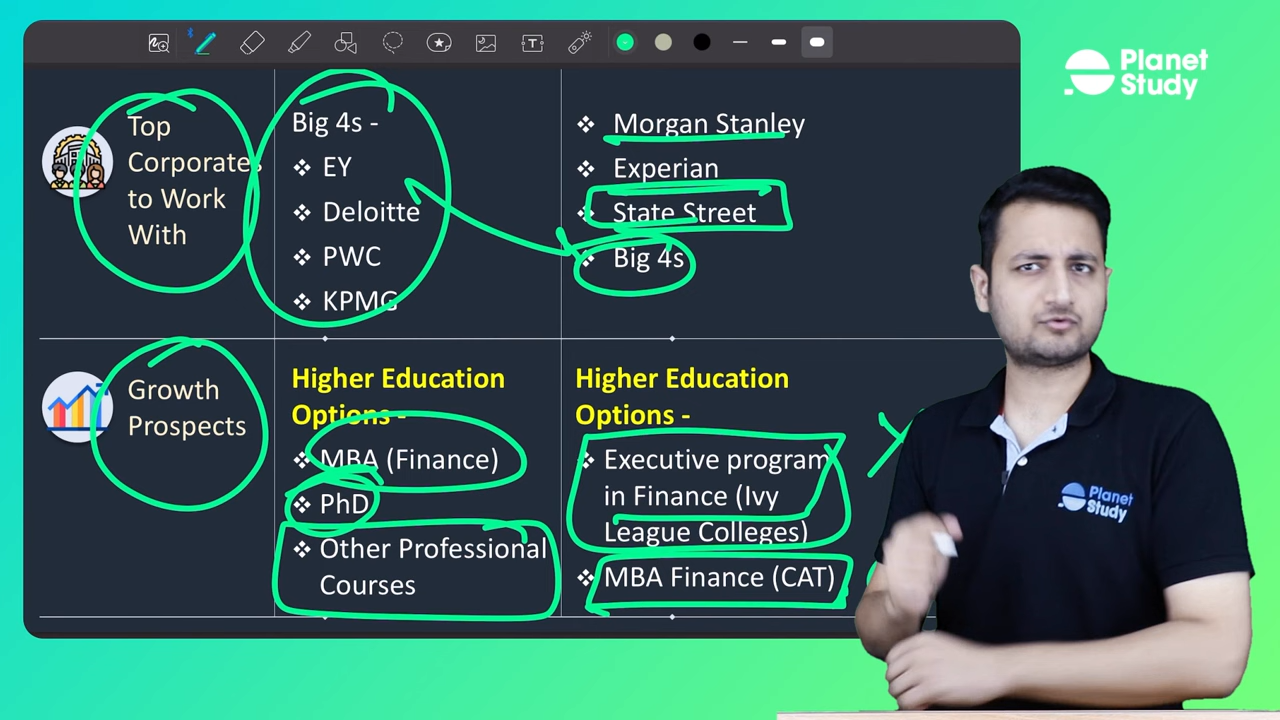 Planet
Study
Top
Corporates
to Work
With
Big 4s -
❖ EY
❖ Deloitte
❖ PWC
❖ KPMG
❖ Morgan Stanley
❖ Experian
❖ State Street
❖ Big 4s
Growth
Prospects
Higher Education
Options -
❖ MBA (Finance)
❖ PhD
❖ Other Professional
Courses
Higher Education
Options -
❖ Executive program
in Finance (Ivy
League Colleges)
❖ MBA Finance (CAT)
Planet
Study